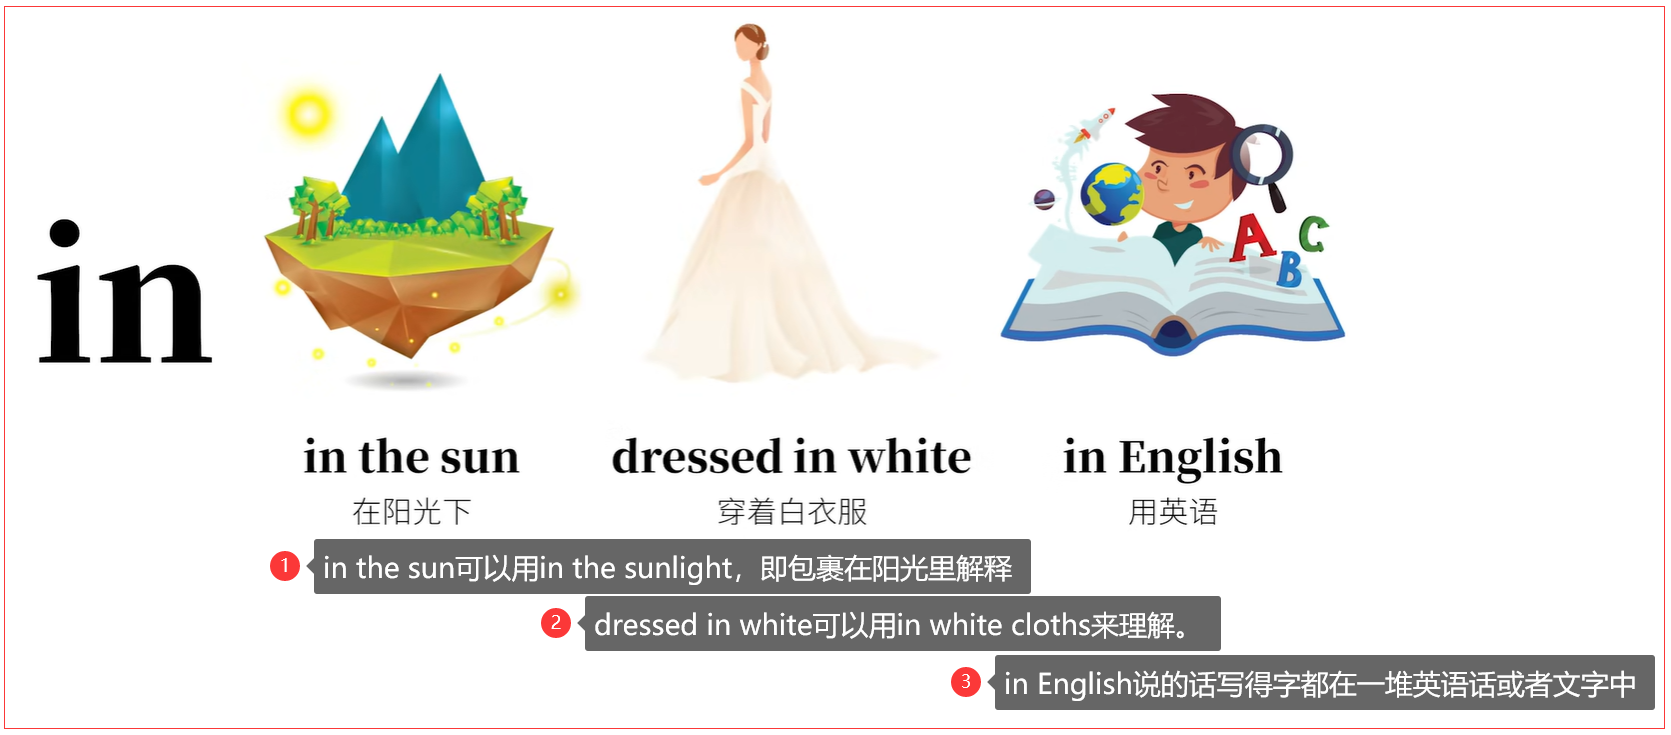 in
in the sun
在阳光下
dressed in white
穿着白衣服
in English
用英语
A
B
C
1 in the sun可以用in the sunlight，即包裹在阳光里解释
2 dressed in white可以用in white cloths来理解。
3 in English说的话写得字都在一堆英语话或者文字中